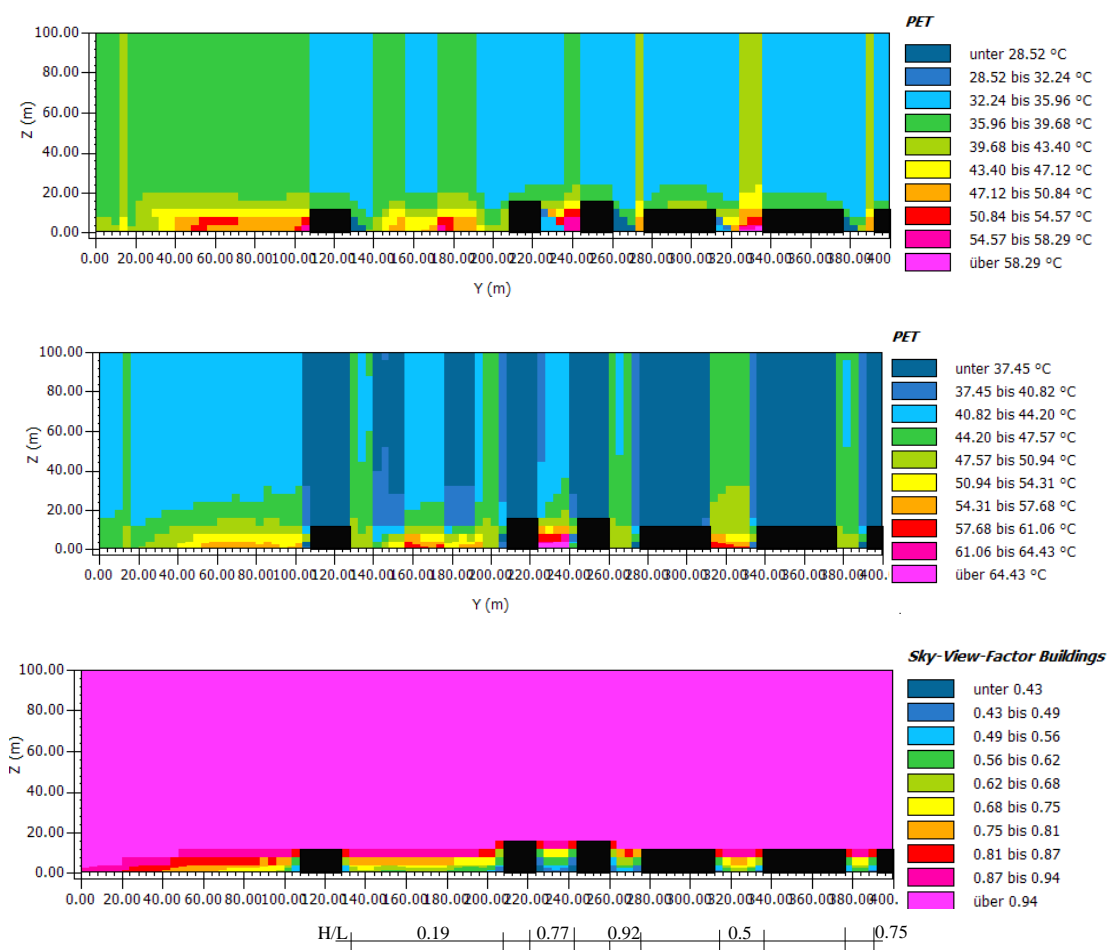 PET
100.00
80.00
60.00
40.00
20.00
0.00
Z (m)
0.00 20.00 40.00 60.00 80.00 100.00 120.00 140.00 160.00 180.00 200.00 220.00 240.00 260.00 280.00 300.00 320.00 340.00 360.00 380.00 400
Y (m)
unter 28.52 °C
28.52 bis 32.24 °C
32.24 bis 35.96 °C
35.96 bis 39.68 °C
39.68 bis 43.40 °C
43.40 bis 47.12 °C
47.12 bis 50.84 °C
50.84 bis 54.57 °C
54.57 bis 58.29 °C
über 58.29 °C
PET
100.00
80.00
60.00
40.00
20.00
0.00
Z (m)
0.00 20.00 40.00 60.00 80.00 100.00 120.00 140.00 160.00 180.00 200.00 220.00 240.00 260.00 280.00 300.00 320.00 340.00 360.00 380.00 400.
Y (m)
unter 37.45 °C
37.45 bis 40.82 °C
40.82 bis 44.20 °C
44.20 bis 47.57 °C
47.57 bis 50.94 °C
50.94 bis 54.31 °C
54.31 bis 57.68 °C
57.68 bis 61.06 °C
61.06 bis 64.43 °C
über 64.43 °C
Sky-View-Factor Buildings
100.00
80.00
60.00
40.00
20.00
0.00
Z (m)
0.00 20.00 40.00 60.00 80.00 100.00 120.00 140.00 160.00 180.00 200.00 220.00 240.00 260.00 280.00 300.00 320.00 340.00 360.00 380.00 400.
unter 0.43
0.43 bis 0.49
0.49 bis 0.56
0.56 bis 0.62
0.62 bis 0.68
0.68 bis 0.75
0.75 bis 0.81
0.81 bis 0.87
0.87 bis 0.94
über 0.94
H/L 0.19 0.77 0.92 0.5 0.75